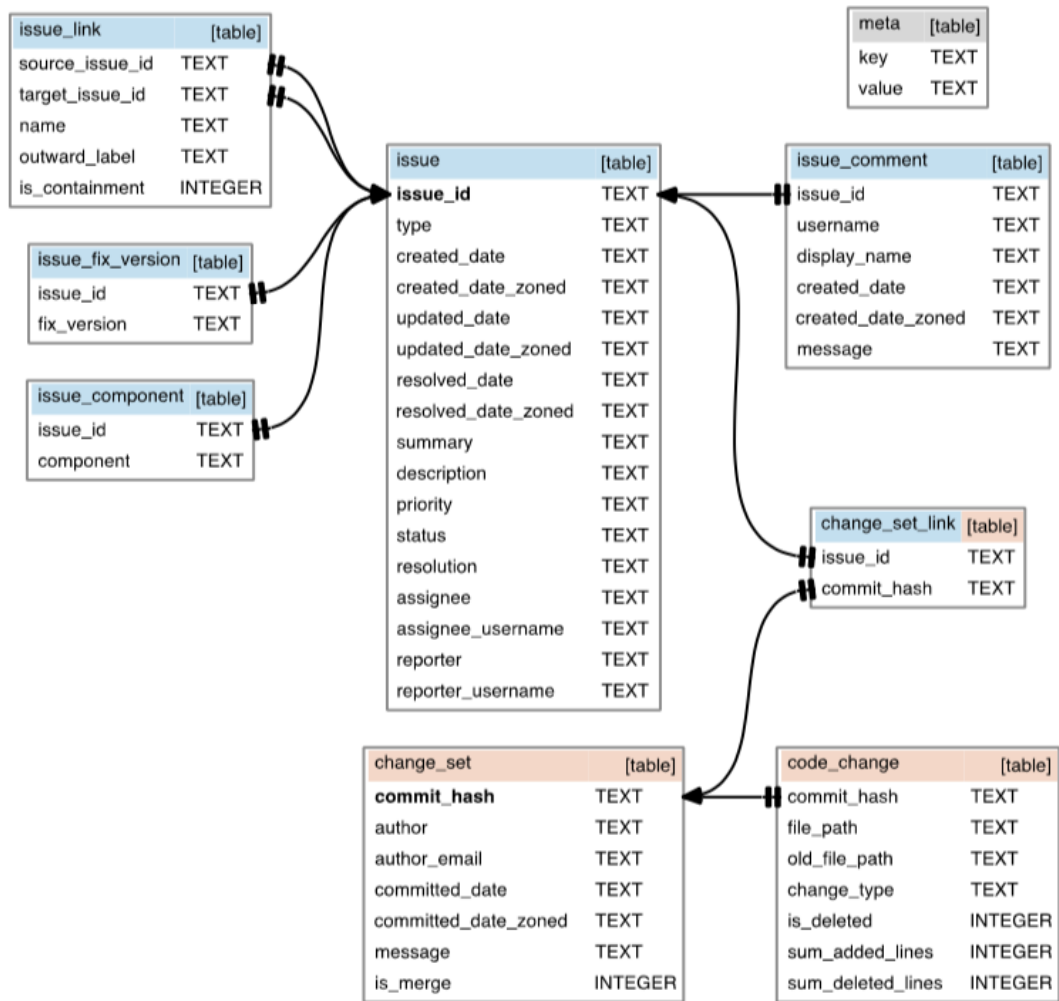 issue_link [table]
source_issue_id TEXT
target_issue_id TEXT
name TEXT
outward_label TEXT
is_containment INTEGER
meta [table]
key TEXT
value TEXT
issue_fix_version [table]
issue_id TEXT
fix_version TEXT
issue_component [table]
issue_id TEXT
component TEXT
issue [table]
issue_id TEXT
type TEXT
created_date TEXT
created_date_zoned TEXT
updated_date TEXT
updated_date_zoned TEXT
resolved_date TEXT
resolved_date_zoned TEXT
summary TEXT
description TEXT
priority TEXT
status TEXT
resolution TEXT
assignee TEXT
assignee_username TEXT
reporter TEXT
reporter_username TEXT
issue_comment [table]
issue_id TEXT
username TEXT
display_name TEXT
created_date TEXT
created_date_zoned TEXT
message TEXT
change_set_link [table]
issue_id TEXT
commit_hash TEXT
change_set [table]
commit_hash TEXT
author TEXT
author_email TEXT
committed_date TEXT
committed_date_zoned TEXT
message TEXT
is_merge INTEGER
code_change [table]
commit_hash TEXT
file_path TEXT
old_file_path TEXT
change_type TEXT
is_deleted INTEGER
sum_added_lines INTEGER
sum_deleted_lines INTEGER